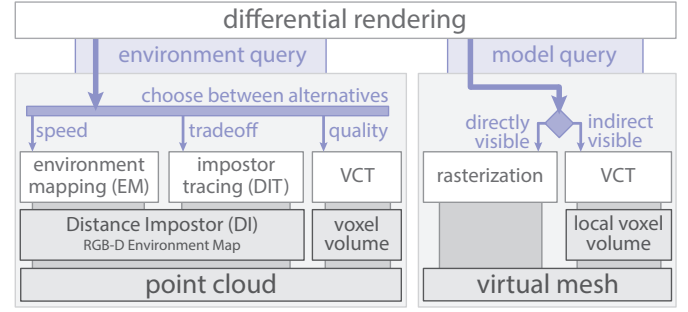 differential rendering
environment query
model query
choose between alternatives
speed
tradeoff
quality
directly
visible
indirect
visible
environment
mapping (EM)
impostor
tracing (DIT)
VCT
rasterization
VCT
Distance Impostor (DI)
RGB-D Environment Map
voxel
volume
local voxel
volume
point cloud
virtual mesh